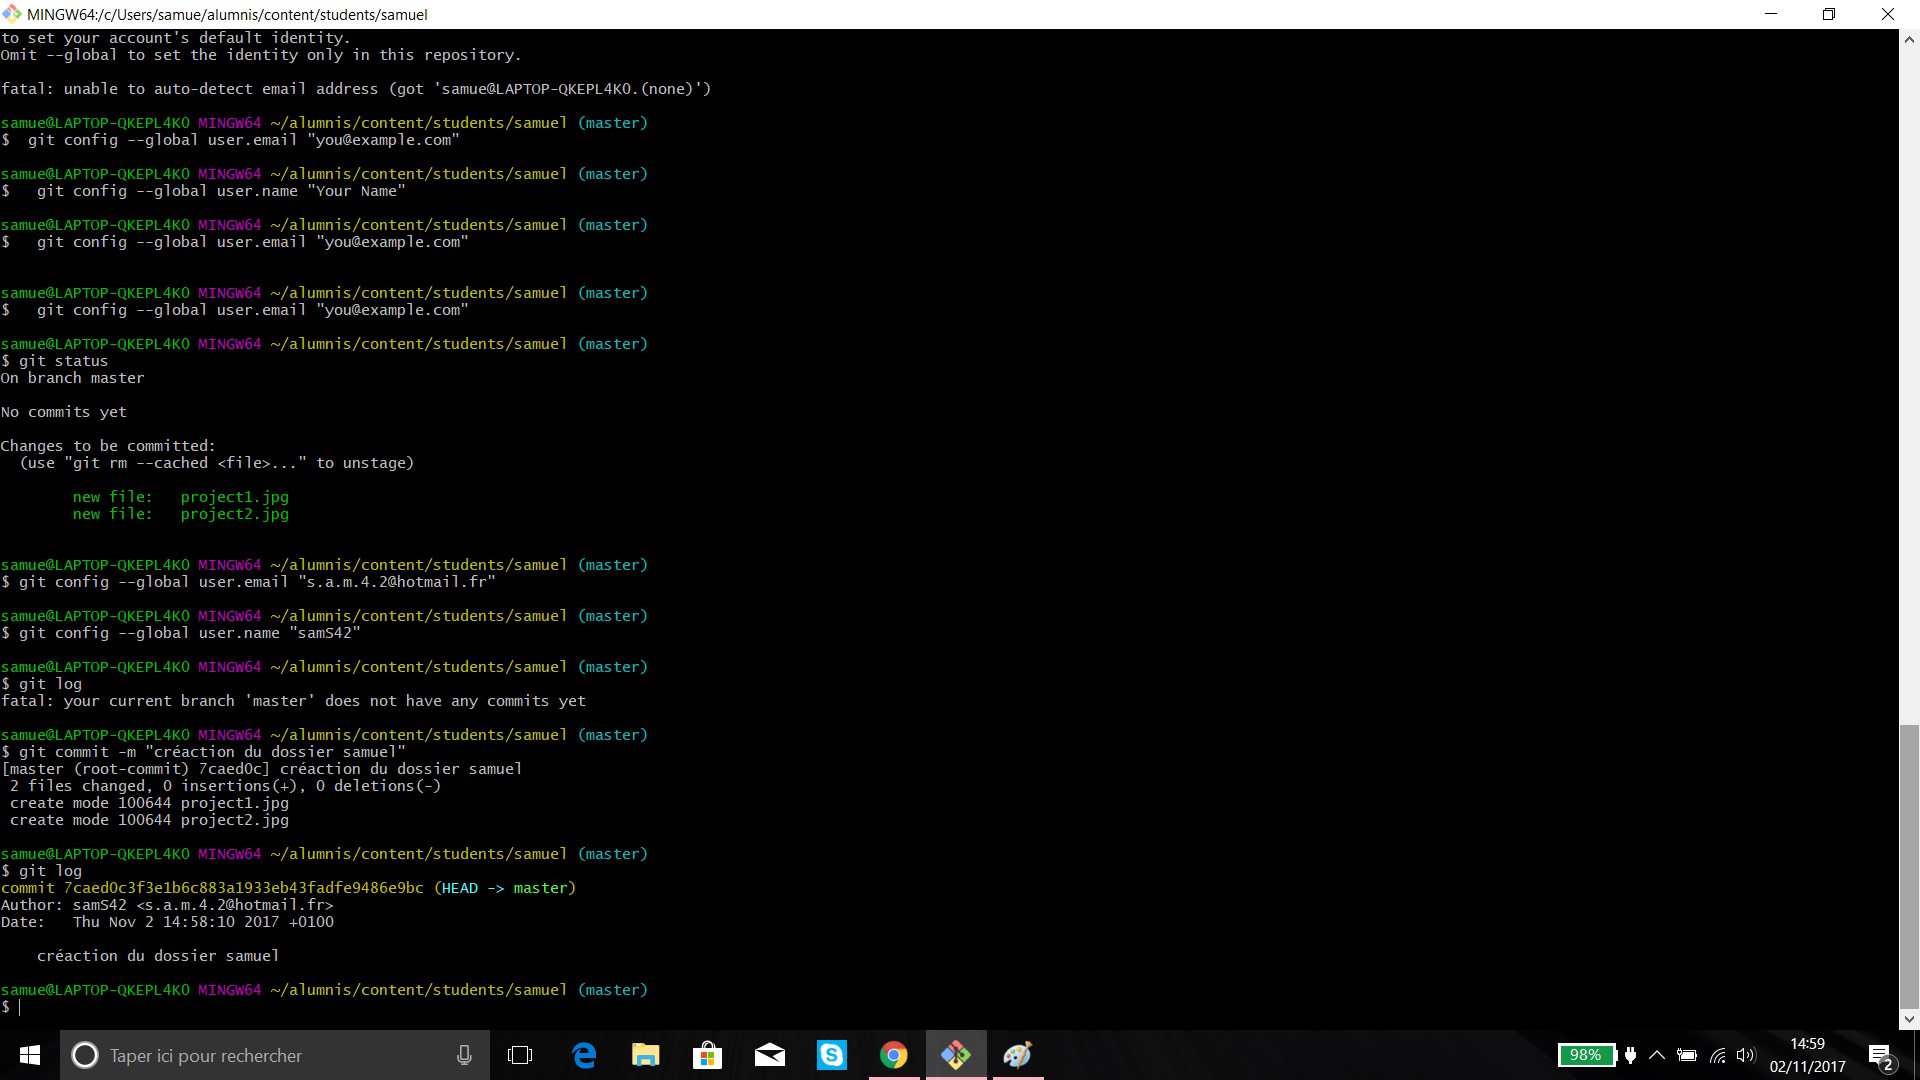 MINGW64:/c/Users/samue/alumnis/content/students/samuel
to set your account's default identity.
Omit --global to set the identity only in this repository.
fatal: unable to auto-detect email address (got 'samue@LAPTOP-QKEPL4KO.(none)')
samue@LAPTOP-QKEPL4KO MINGW64 ~/alumnis/content/students/samuel (master)
$  git config --global user.email "you@example.com"
samue@LAPTOP-QKEPL4KO MINGW64 ~/alumnis/content/students/samuel (master)
$   git config --global user.name "Your Name"
samue@LAPTOP-QKEPL4KO MINGW64 ~/alumnis/content/students/samuel (master)
$   git config --global user.email "you@example.com"
samue@LAPTOP-QKEPL4KO MINGW64 ~/alumnis/content/students/samuel (master)
$   git config --global user.email "you@example.com"
samue@LAPTOP-QKEPL4KO MINGW64 ~/alumnis/content/students/samuel (master)
$ git status
On branch master
No commits yet
Changes to be committed:
  (use "git rm --cached <file>..." to unstage)
        new file:   project1.jpg
        new file:   project2.jpg
samue@LAPTOP-QKEPL4KO MINGW64 ~/alumnis/content/students/samuel (master)
$ git config --global user.email "s.a.m.4.2@hotmail.fr"
samue@LAPTOP-QKEPL4KO MINGW64 ~/alumnis/content/students/samuel (master)
$ git config --global user.name "samS42"
samue@LAPTOP-QKEPL4KO MINGW64 ~/alumnis/content/students/samuel (master)
$ git log
fatal: your current branch 'master' does not have any commits yet
samue@LAPTOP-QKEPL4KO MINGW64 ~/alumnis/content/students/samuel (master)
$ git commit -m "créaction du dossier samuel"
[master (root-commit) 7caed0c] créaction du dossier samuel
 2 files changed, 0 insertions(+), 0 deletions(-)
 create mode 100644 project1.jpg
 create mode 100644 project2.jpg
samue@LAPTOP-QKEPL4KO MINGW64 ~/alumnis/content/students/samuel (master)
$ git log
commit 7caed0c3f3e1b6c883a1933eb43fadfe9486e9bc (HEAD -> master)
Author: samS42 <s.a.m.4.2@hotmail.fr>
Date:   Thu Nov 2 14:58:10 2017 +0100
    créaction du dossier samuel
samue@LAPTOP-QKEPL4KO MINGW64 ~/alumnis/content/students/samuel (master)
$
Taper ici pour rechercher
98%
14:59
02/11/2017
2